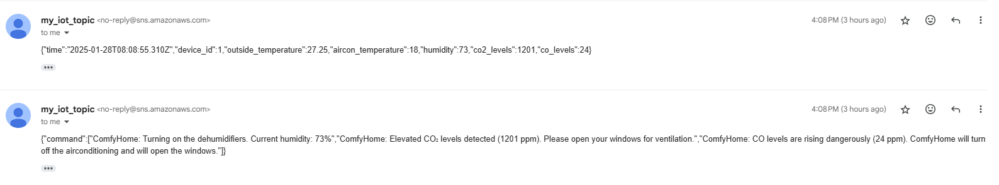 my_iot_topic <no-reply@sns.amazonaws.com>
4:08 PM (3 hours ago)
to me
{"time":"2025-01-28T08:08:55.310Z","device_id":1,"outside_temperature":27.25,"aircon_temperature":18,"humidity":73,"co2_levels":1201,"co_levels":24}
my_iot_topic <no-reply@sns.amazonaws.com>
4:08 PM (3 hours ago)
to me
{"command":["ComfyHome: Turning on the dehumidifiers. Current humidity: 73%","ComfyHome: Elevated CO₂ levels detected (1201 ppm). Please open your windows for ventilation.","ComfyHome: CO levels are rising dangerously (24 ppm). ComfyHome will turn
off the airconditioning and will open the windows."]}